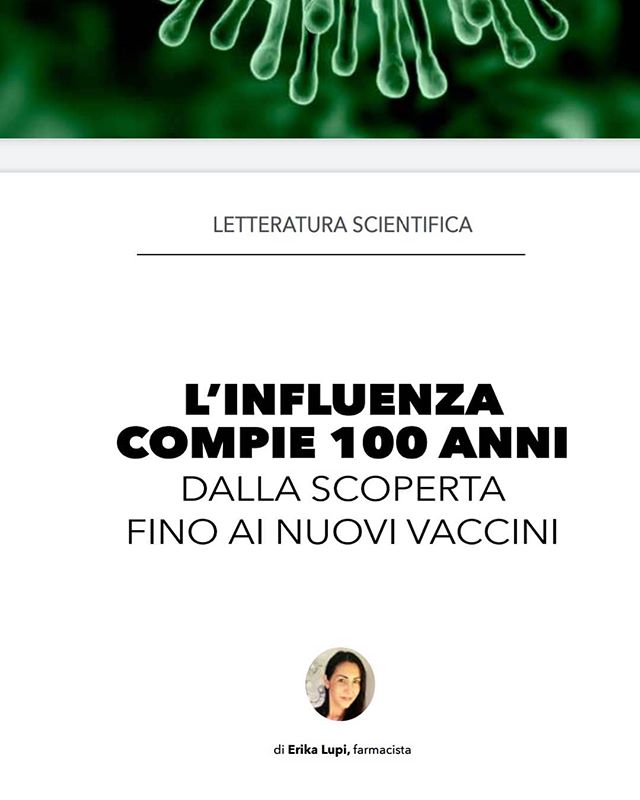 LETTERATURA SCIENTIFICA
L'INFLUENZA
COMPIE 100 ANNI
DALLA SCOPERTA
FINO AI NUOVI VACCINI
di Erika Lupi, farmacista